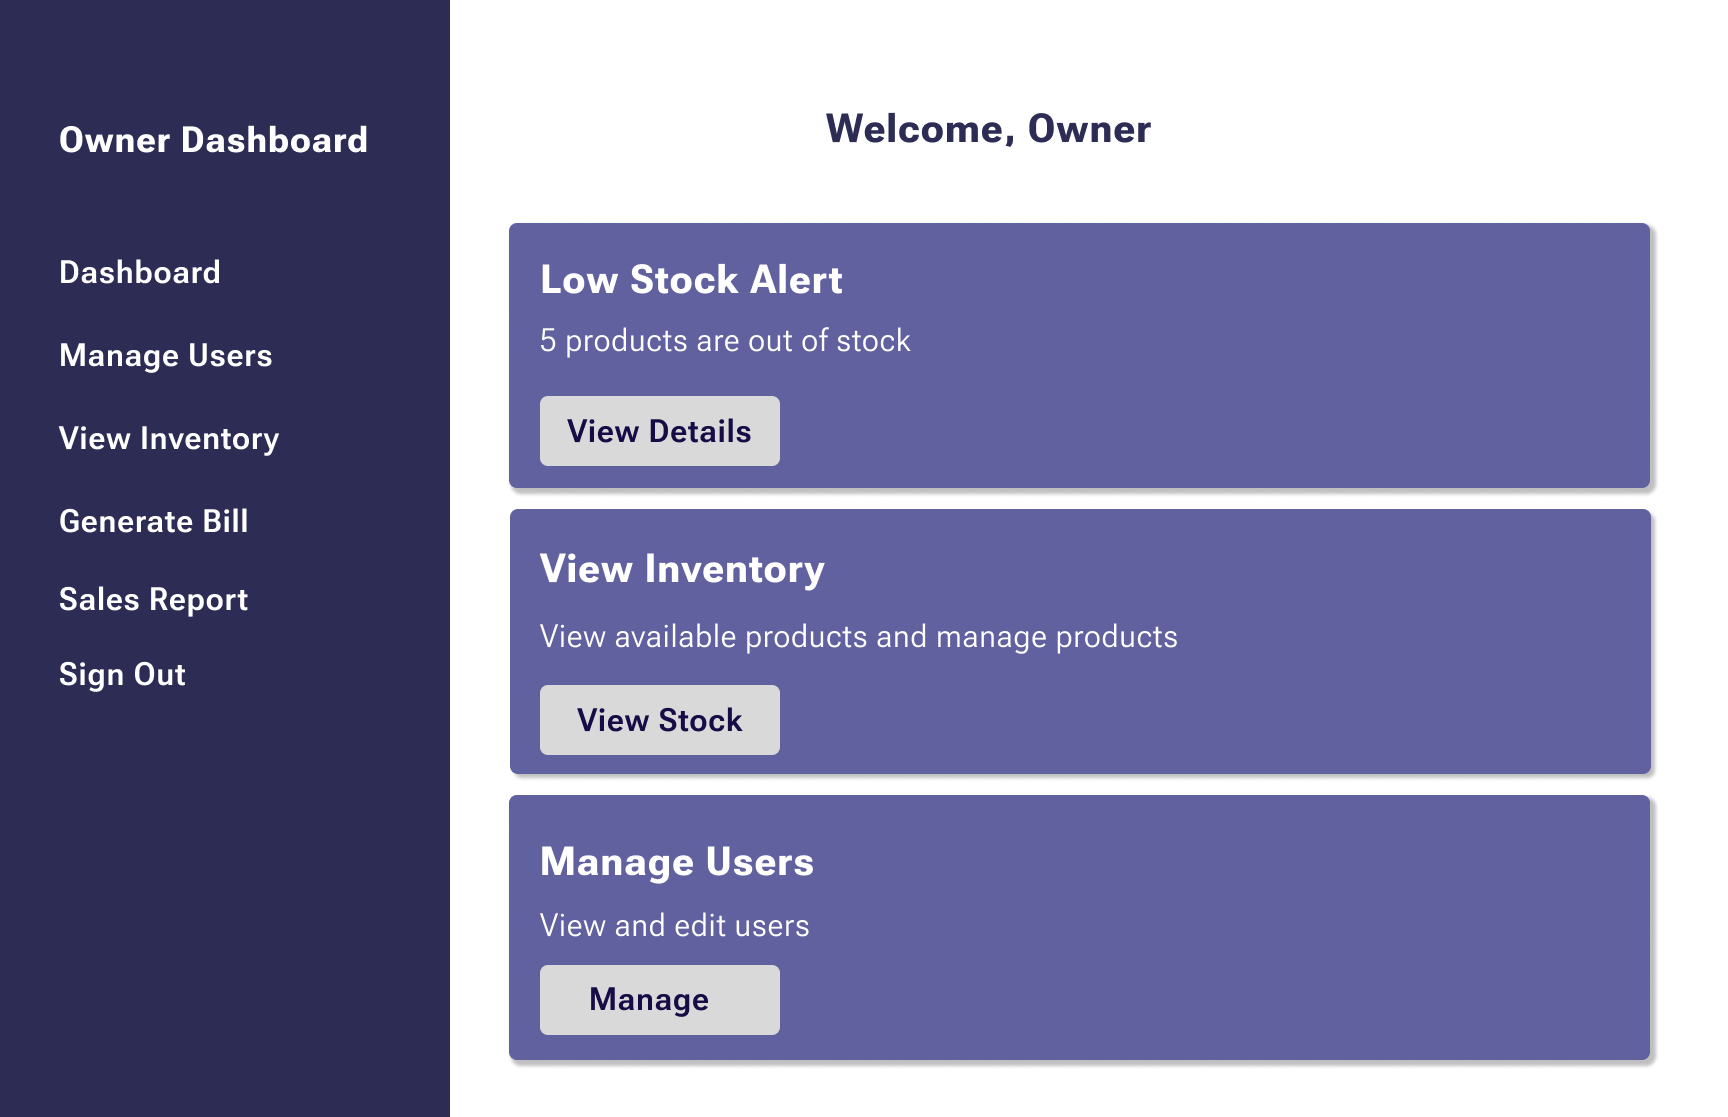 Owner Dashboard
Dashboard
Manage Users
View Inventory
Generate Bill
Sales Report
Sign Out
Welcome, Owner
Low Stock Alert
5 products are out of stock
View Details
View Inventory
View available products and manage products
View Stock
Manage Users
View and edit users
Manage